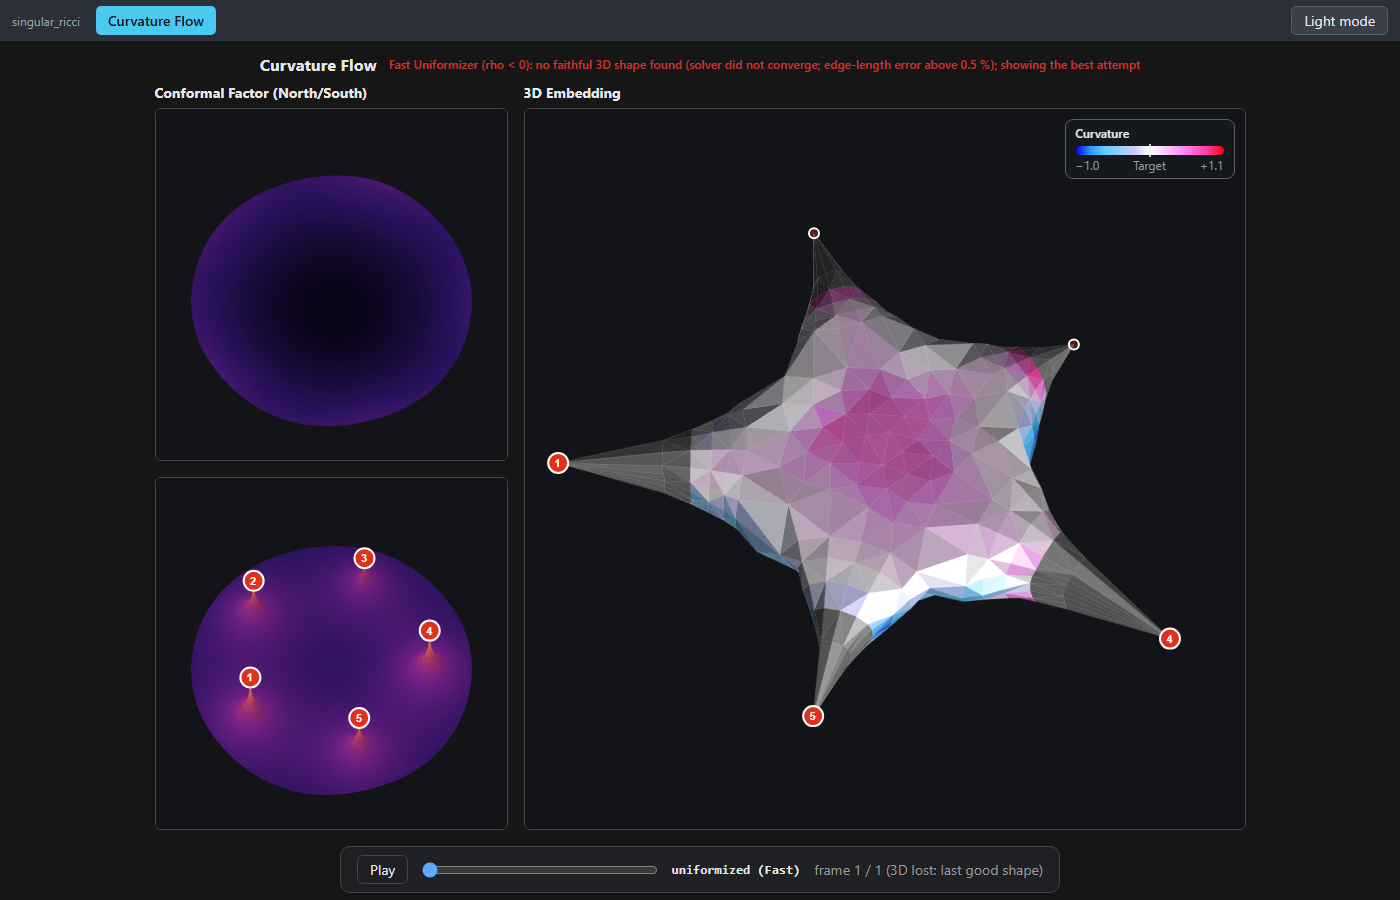 singular_ricci
Curvature Flow
Light mode
Curvature Flow
Fast Uniformizer (rho < 0): no faithful 3D shape found (solver did not converge; edge-length error above 0.5 %); showing the best attempt
Conformal Factor (North/South)
3D Embedding
Curvature
−1.0 Target +1.1
1
4
5
3
2
4
1
5
Play
uniformized (Fast)
frame 1 / 1 (3D lost: last good shape)